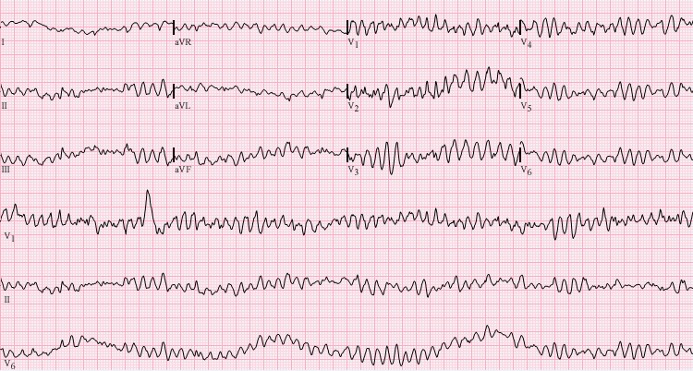 I aVR V1 V4
II aVL V2 V5
III aVF V3 V6
V1
II
V6